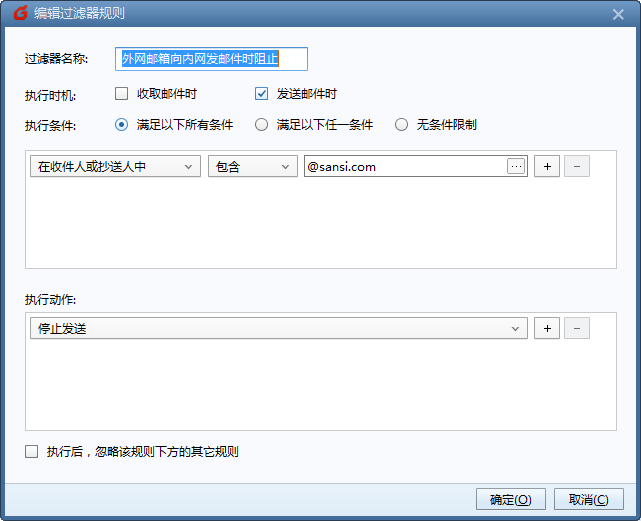 编辑过滤器规则
过滤器名称: 外网邮箱向内网发邮件时阻止
执行时机: 收取邮件时 发送邮件时
执行条件: 满足以下所有条件 满足以下任一条件 无条件限制
在收件人或抄送人中 包含 @sansi.com ... + -
执行动作:
停止发送 + -
执行后，忽略该规则下方的其它规则
确定(O) 取消(C)